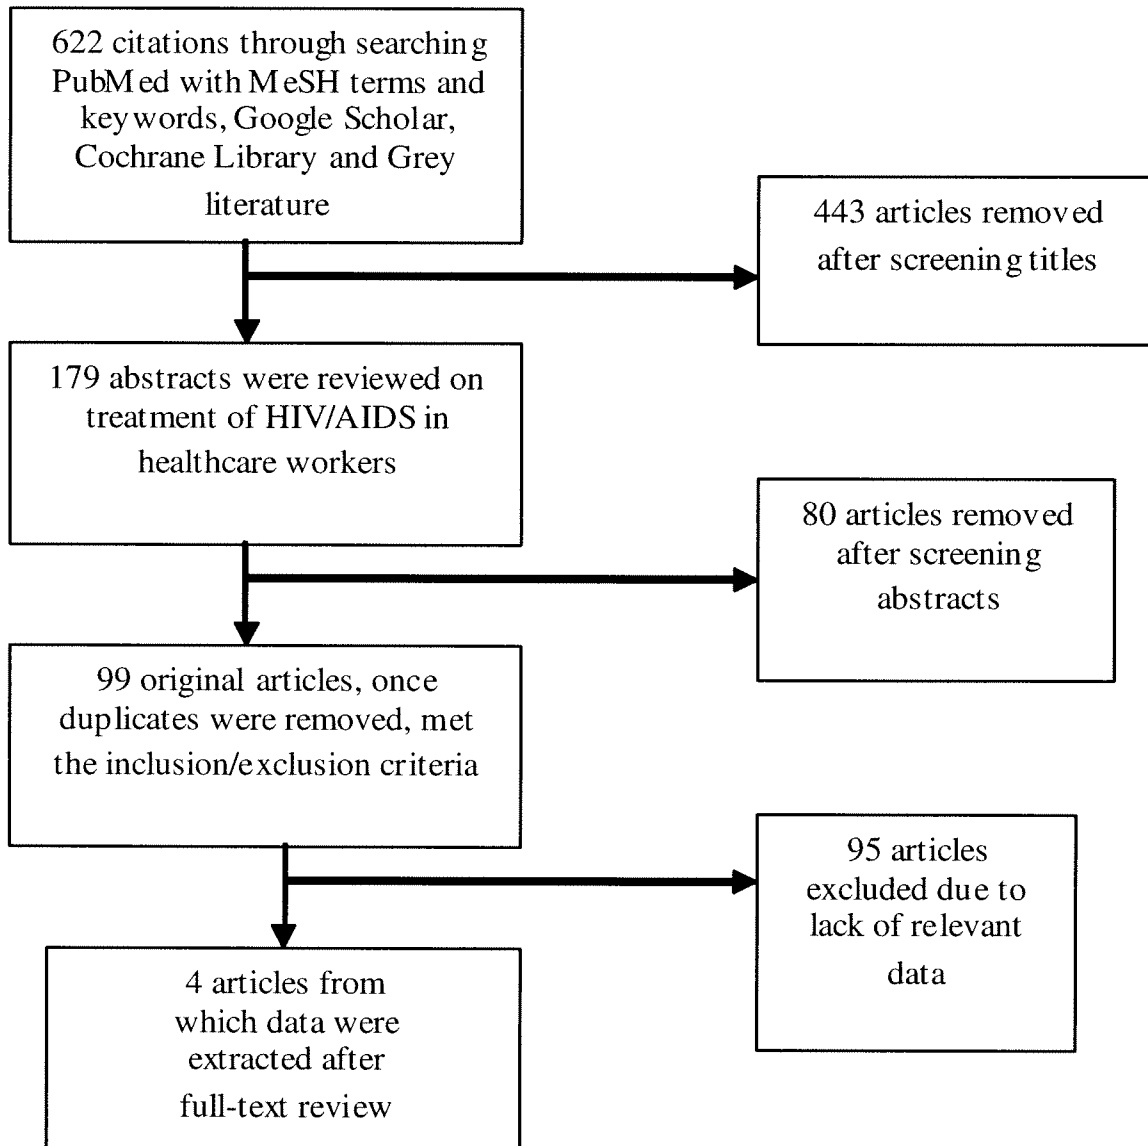 622 citations through searching
PubMed with MeSH terms and
keywords, Google Scholar,
Cochrane Library and Grey
literature
443 articles removed
after screening titles
179 abstracts were reviewed on
treatment of HIV/AIDS in
healthcare workers
80 articles removed
after screening
abstracts
99 original articles, once
duplicates were removed, met
the inclusion/exclusion criteria
95 articles
excluded due to
lack of relevant
data
4 articles from
which data were
extracted after
full-text review